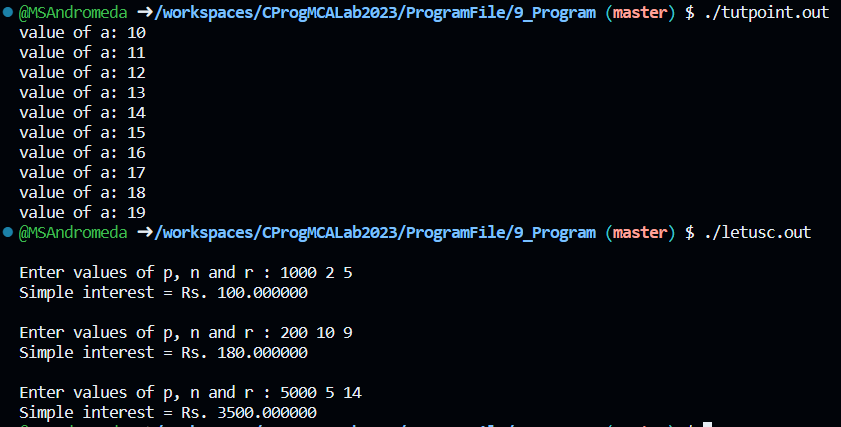 @MSAndromeda ➜/workspaces/CProgMCALab2023/ProgramFile/9_Program (master) $ ./tutpoint.out
value of a: 10
value of a: 11
value of a: 12
value of a: 13
value of a: 14
value of a: 15
value of a: 16
value of a: 17
value of a: 18
value of a: 19
@MSAndromeda ➜/workspaces/CProgMCALab2023/ProgramFile/9_Program (master) $ ./letusc.out
Enter values of p, n and r : 1000 2 5
Simple interest = Rs. 100.000000
Enter values of p, n and r : 200 10 9
Simple interest = Rs. 180.000000
Enter values of p, n and r : 5000 5 14
Simple interest = Rs. 3500.000000